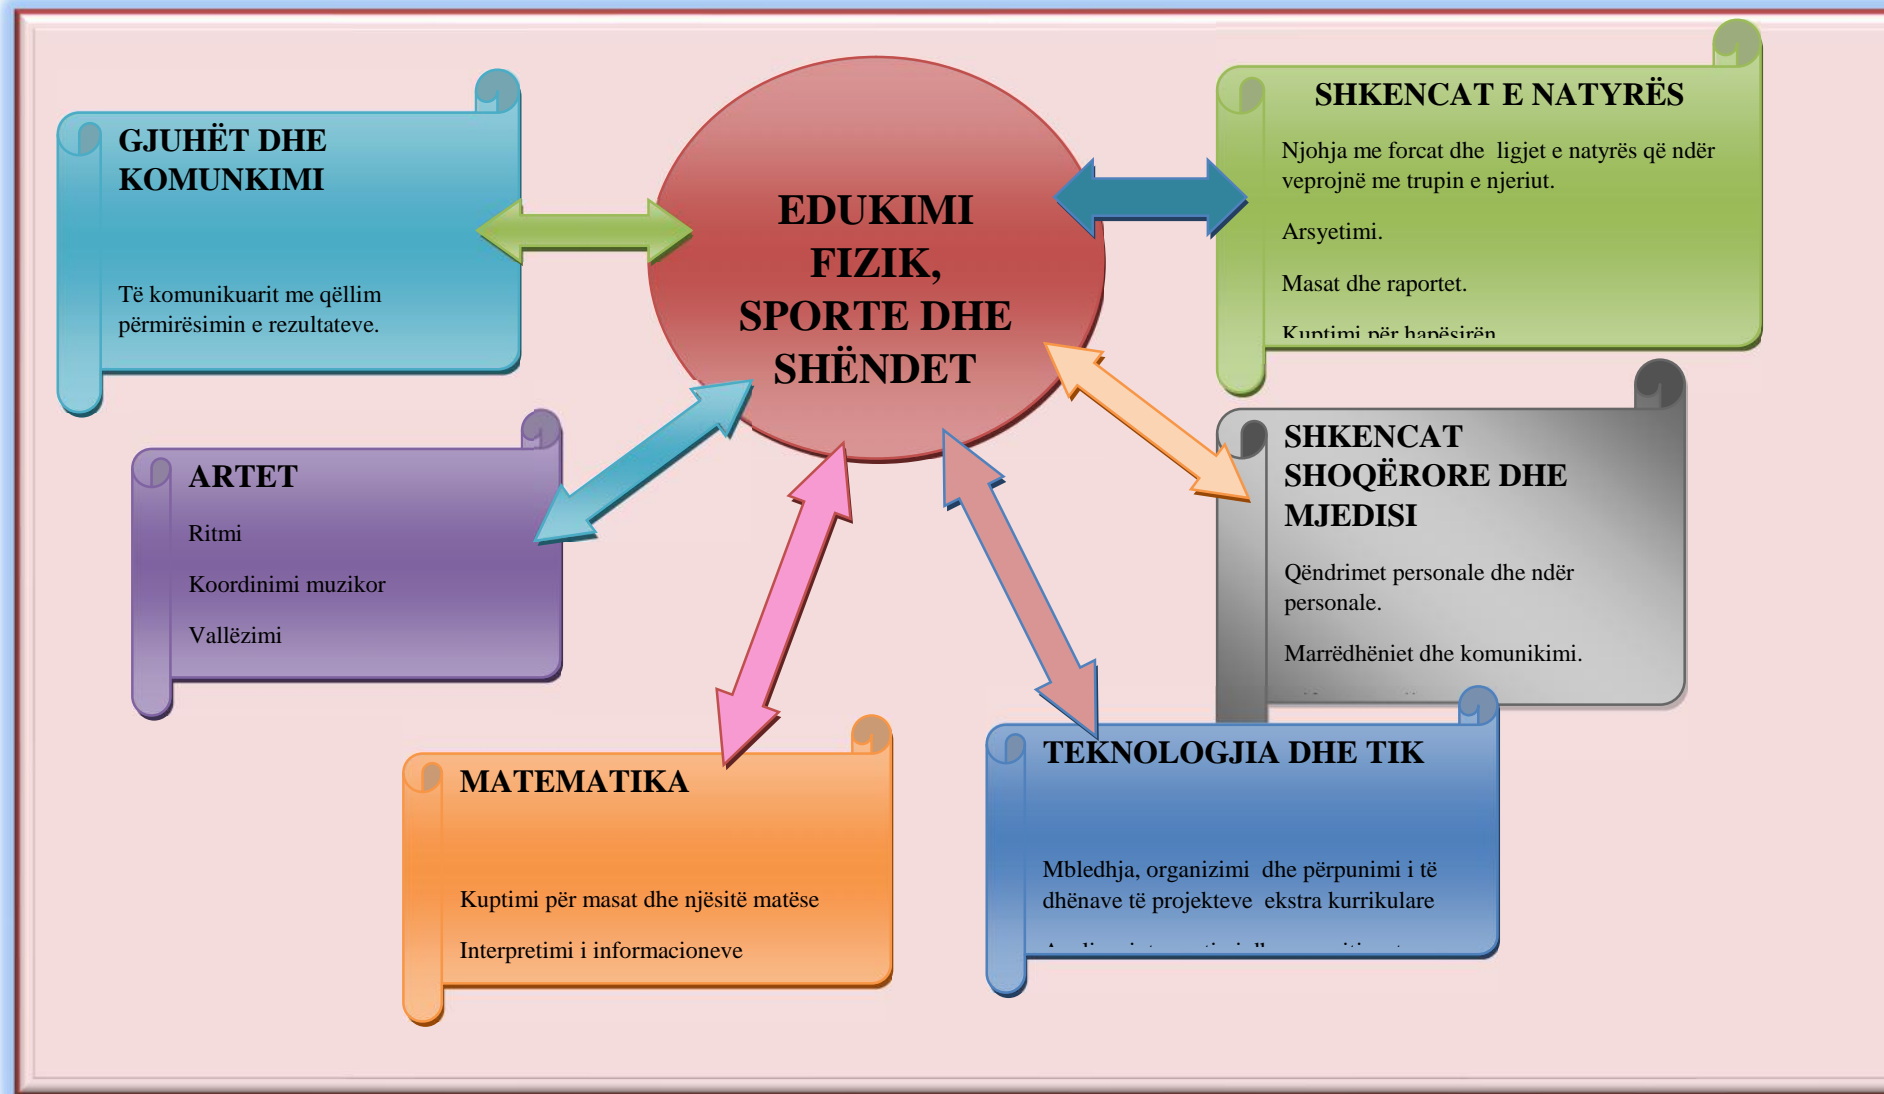 GJUHËT DHE
KOMUNKIMI
Të komunikuarit me qëllim
përmirësimin e rezultateve.
EDUKIMI
FIZIK,
SPORTE DHE
SHËNDET
SHKENCAT E NATYRËS
Njohja me forcat dhe  ligjet e natyrës që ndër
veprojnë me trupin e njeriut.
Arsyetimi.
Masat dhe raportet.
Kuptimi për hapësirën
ARTET
Ritmi
Koordinimi muzikor
Vallëzimi
SHKENCAT
SHOQËRORE DHE
MJEDISI
Qëndrimet personale dhe ndër
personale.
Marrëdhëniet dhe komunikimi.
MATEMATIKA
Kuptimi për masat dhe njësitë matëse
Interpretimi i informacioneve
TEKNOLOGJIA DHE TIK
Mbledhja, organizimi  dhe përpunimi i të
dhënave të projekteve  ekstra kurrikulare